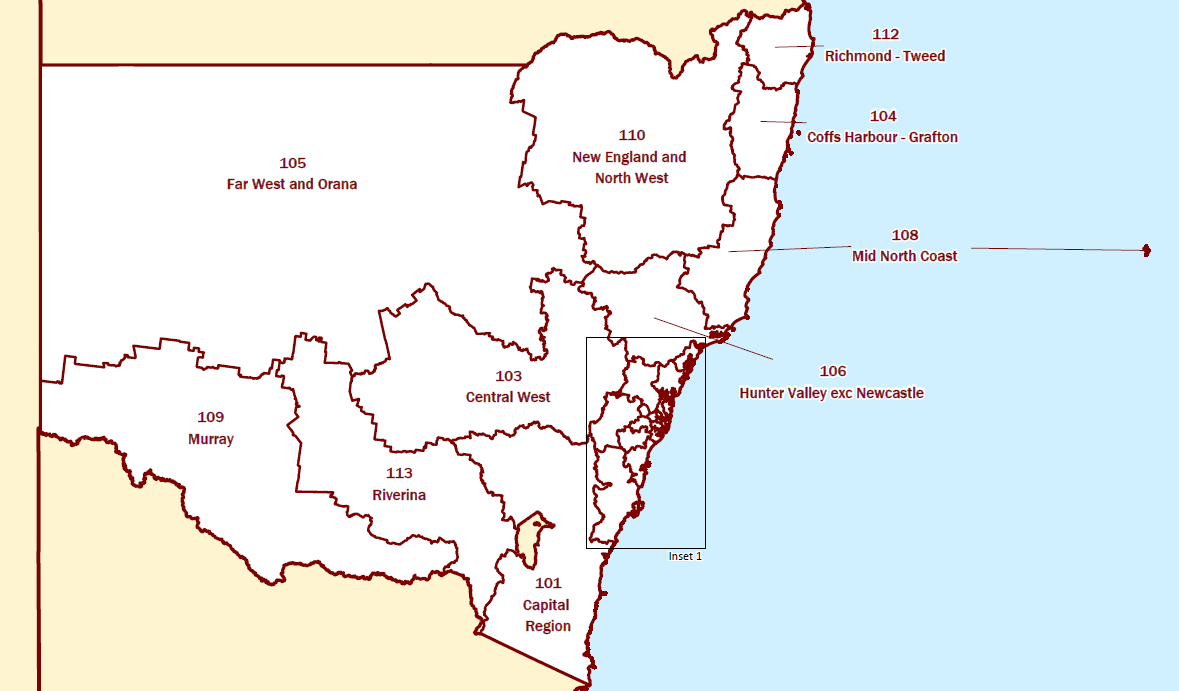 112
Richmond - Tweed
104
Coffs Harbour - Grafton
110
New England and
North West
105
Far West and Orana
108
Mid North Coast
106
Hunter Valley exc Newcastle
103
Central West
109
Murray
113
Riverina
Inset 1
101
Capital
Region